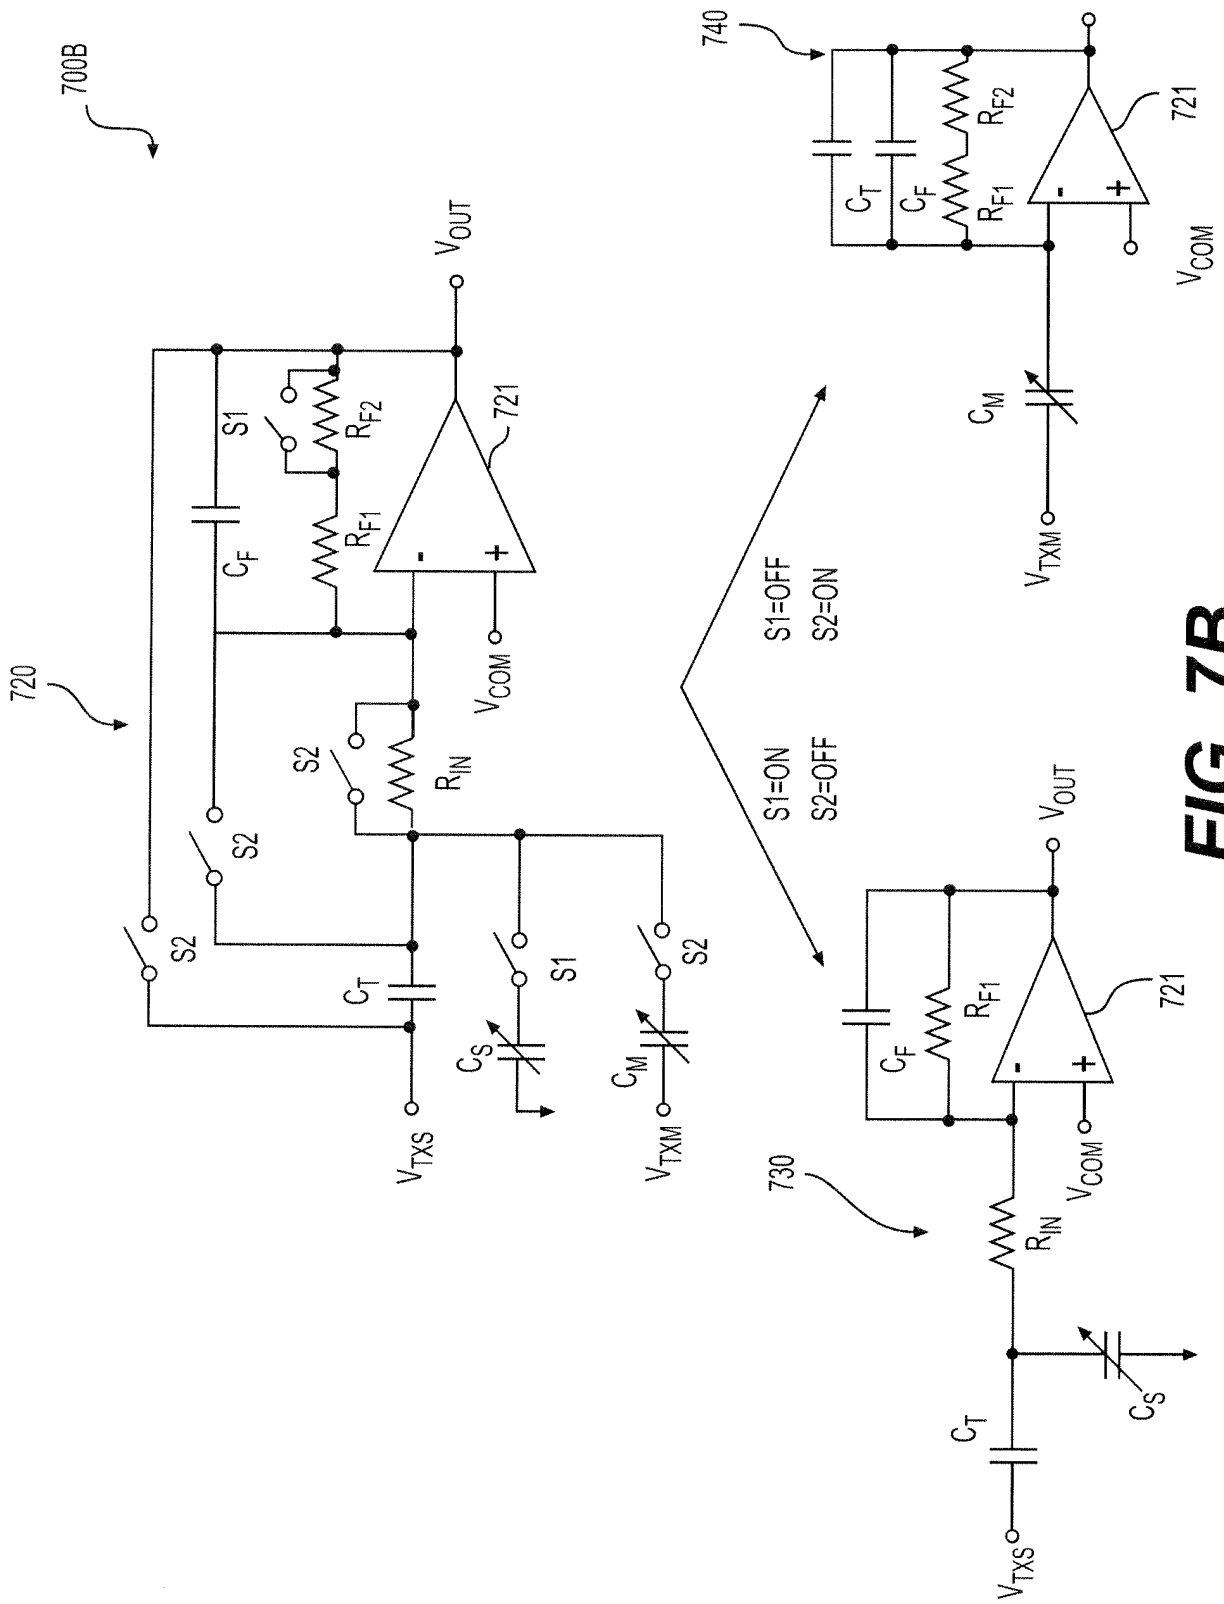 700B
720
S2
S2
C_F
S1
R_F1
R_F2
V_OUT
721
V_COM
S2
R_IN
C_T
V_TXS
C_S
S1
C_M
S2
V_TXM
-
+
S1=ON
S2=OFF
S1=OFF
S2=ON
730
V_TXS
C_T
C_S
R_IN
C_F
R_F1
-
+
V_COM
721
V_OUT
740
C_T
C_F
R_F1
R_F2
C_M
V_TXM
-
+
V_COM
721
FIG. 7B